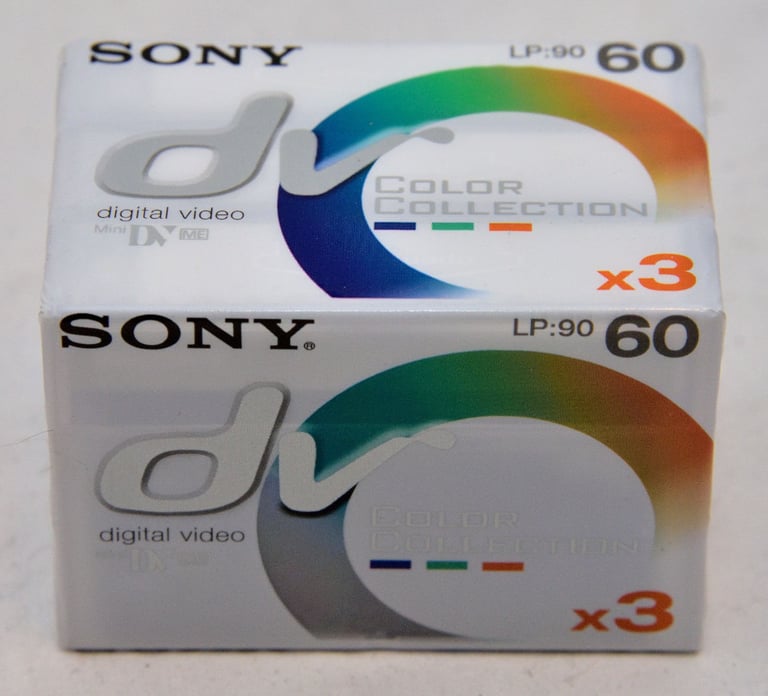 SONY LP:90 60
dv
COLOR
COLLECTION
digital video
Mini DV ME
x3
SONY® LP:90 60
dv
COLOR
COLLECTION
digital video
DV
x3